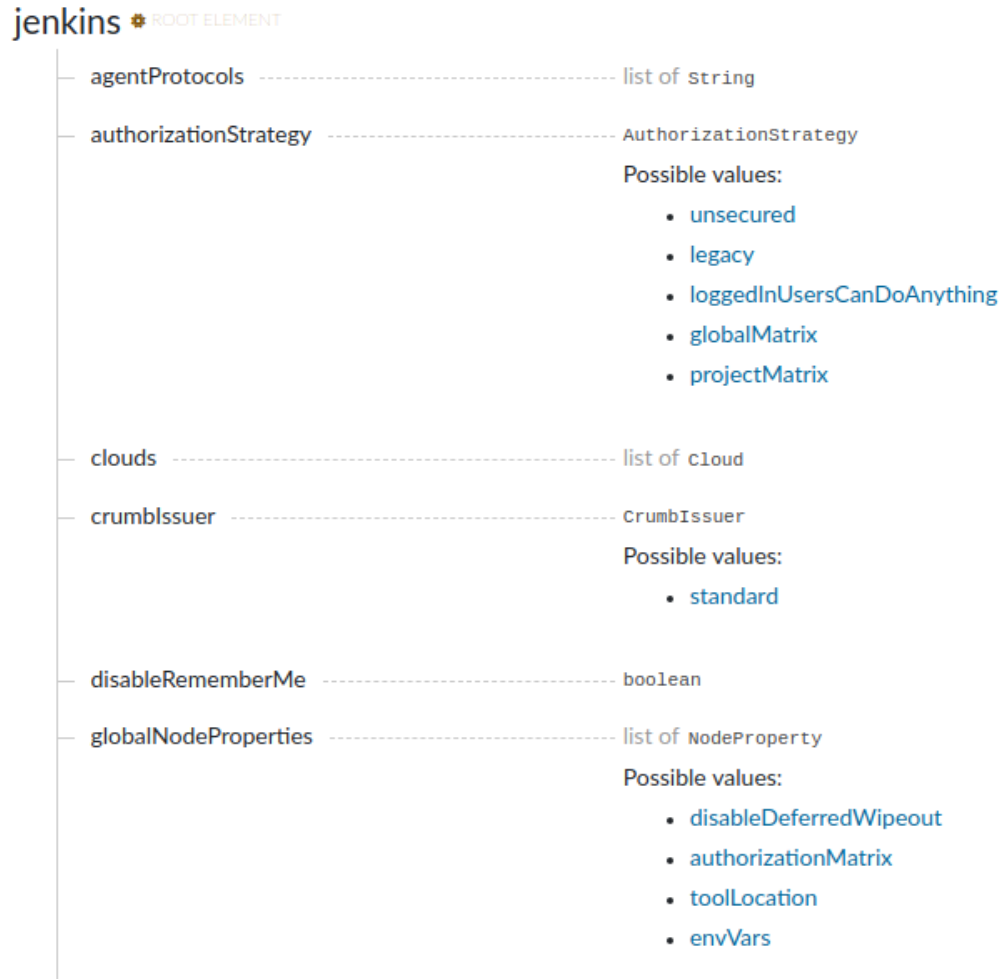 jenkins ROOT ELEMENT
agentProtocols list of String
authorizationStrategy AuthorizationStrategy
Possible values:
unsecured
legacy
loggedInUsersCanDoAnything
globalMatrix
projectMatrix
clouds list of Cloud
crumbIssuer CrumbIssuer
Possible values:
standard
disableRememberMe boolean
globalNodeProperties list of NodeProperty
Possible values:
disableDeferredWipeout
authorizationMatrix
toolLocation
envVars